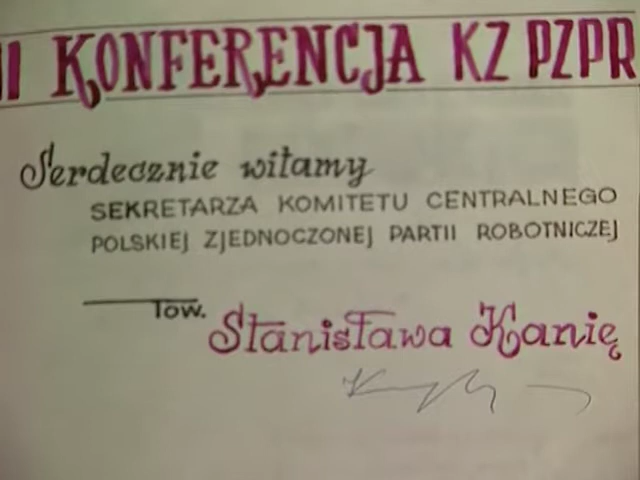 I KONFERENCJA KZ PZPR
Serdecznie witamy
SEKRETARZA KOMITETU CENTRALNEGO
POLSKIEJ ZJEDNOCZONEJ PARTII ROBOTNICZEJ
Tow. Stanisława Kanię